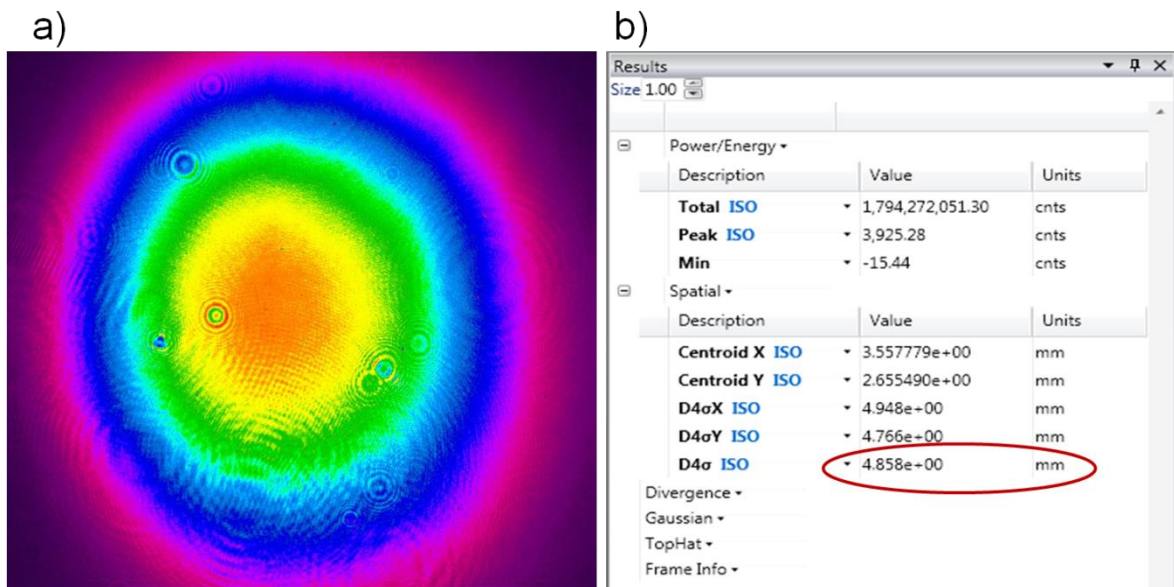 a)
b)
Results
Size 1.00
Power/Energy
Description Value Units
Total ISO 1,794,272,051.30 cnts
Peak ISO 3,925.28 cnts
Min -15.44 cnts
Spatial
Description Value Units
Centroid X ISO 3.557779e+00 mm
Centroid Y ISO 2.655490e+00 mm
D4σX ISO 4.948e+00 mm
D4σY ISO 4.766e+00 mm
D4σ ISO 4.858e+00 mm
Divergence
Gaussian
TopHat
Frame Info